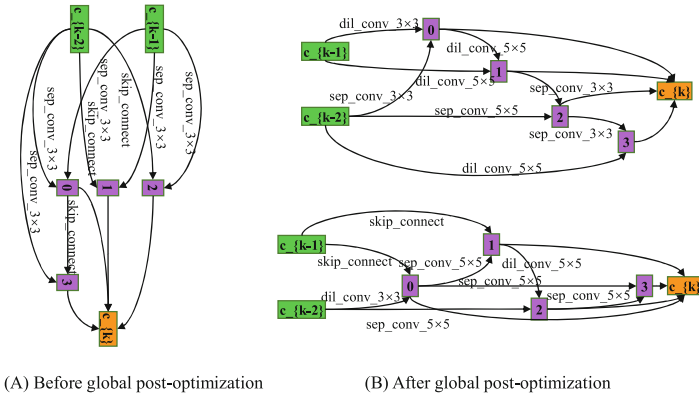 c_{k-2}
c_{k-1}
sep_conv_3×3
sep_conv_3×3
sep_conv_3×3
skip_connect
sep_conv_3×3
skip_connect
sep_conv_3×3
0
1
2
skip_connect
3
c_{k}
(A) Before global post-optimization
dil_conv_3×3
0
c_{k-1}
dil_conv_5×5
1
dil_conv_5×5
sep_conv_3×3
c_{k}
sep_conv_3×3
c_{k-2}
sep_conv_5×5
2
sep_conv_3×3
3
dil_conv_5×5
skip_connect
c_{k-1}
1
skip_connect
sep_conv_5×5
dil_conv_5×5
0
sep_conv_5×5
3
c_{k}
dil_conv_3×3
c_{k-2}
sep_conv_5×5
2
sep_conv_5×5
(B) After global post-optimization